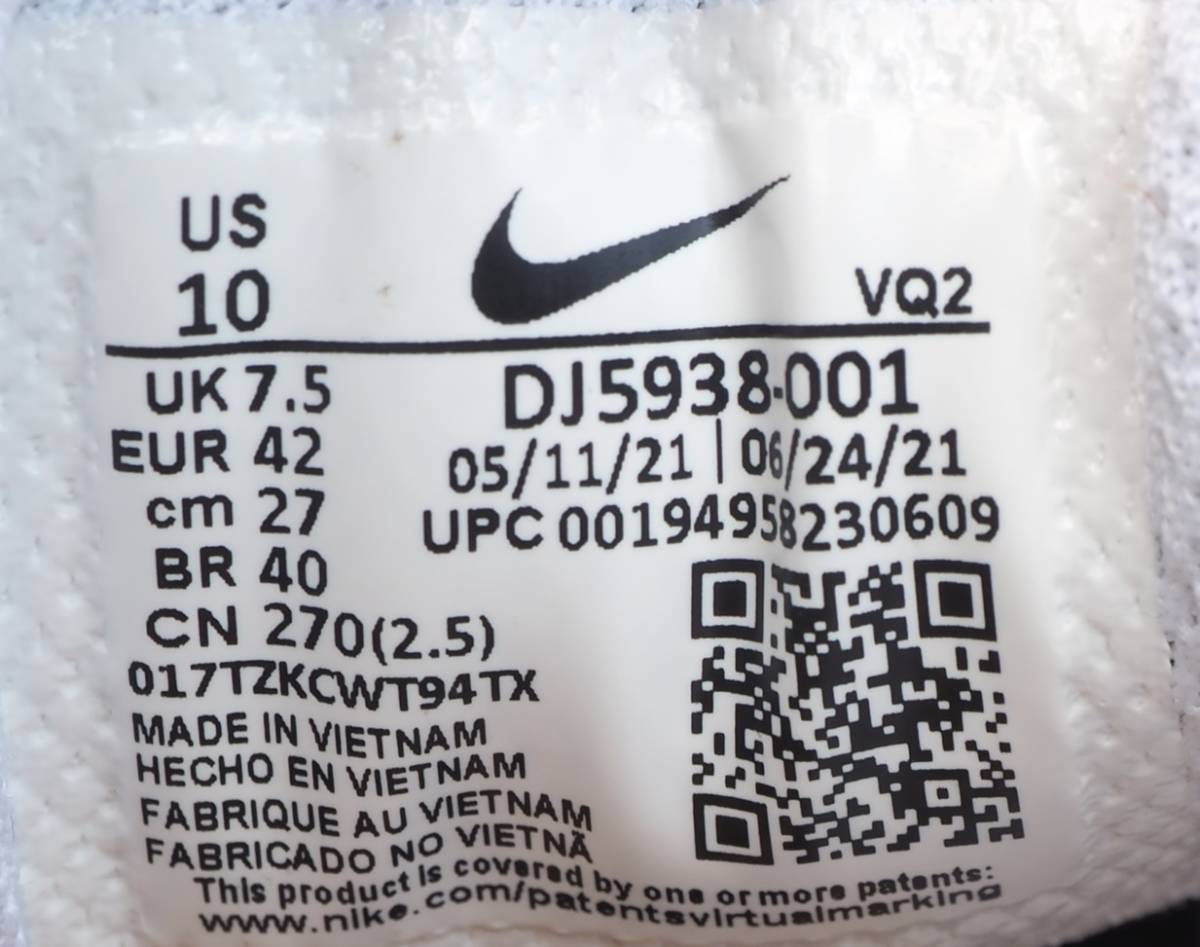 US
10
VQ2
UK 7.5
EUR 42
cm 27
BR 40
CN 270(2.5)
DJ5938-001
05/11/21 | 06/24/21
UPC 00194958230609
017TZKCWT94TX
MADE IN VIETNAM
HECHO EN VIETNAM
FABRIQUE AU VIETNAM
FABRICADO NO VIETNÃ
This product is covered by one or more patents:
www.nike.com/patentsvirtualmarking